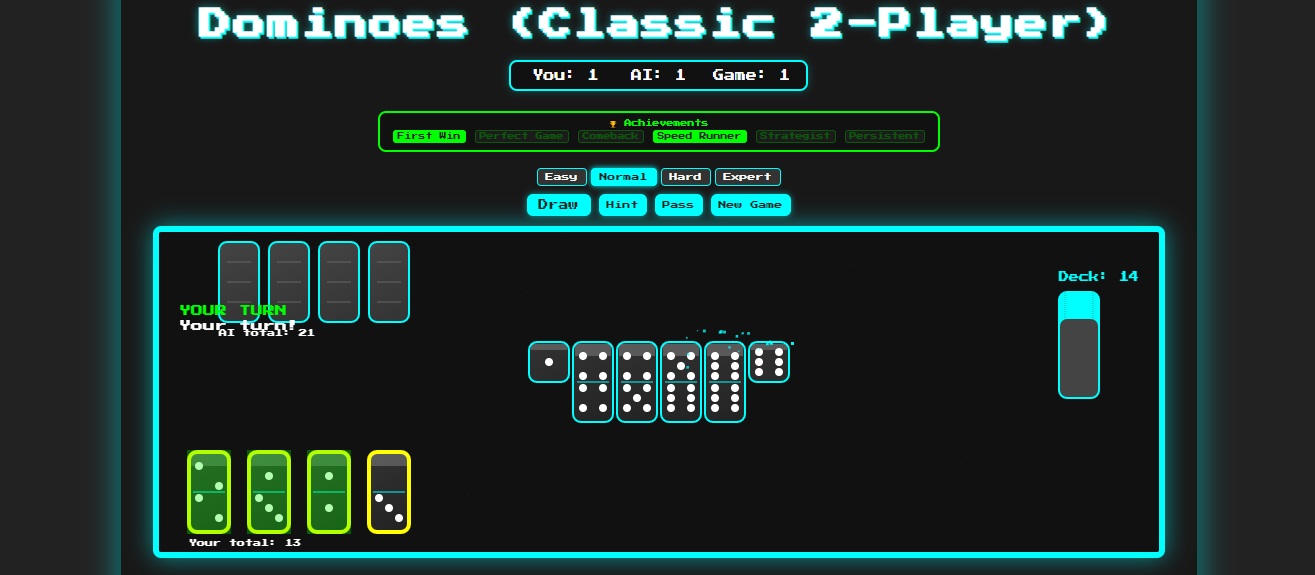 Dominoes (Classic 2-Player)
You: 1 AI: 1 Game: 1
🏆 Achievements
First Win Perfect Game Comeback Speed Runner Strategist Persistent
Easy Normal Hard Expert
Draw Hint Pass New Game
Deck: 14
YOUR TURN
Your turn!
AI total: 21
Your total: 13